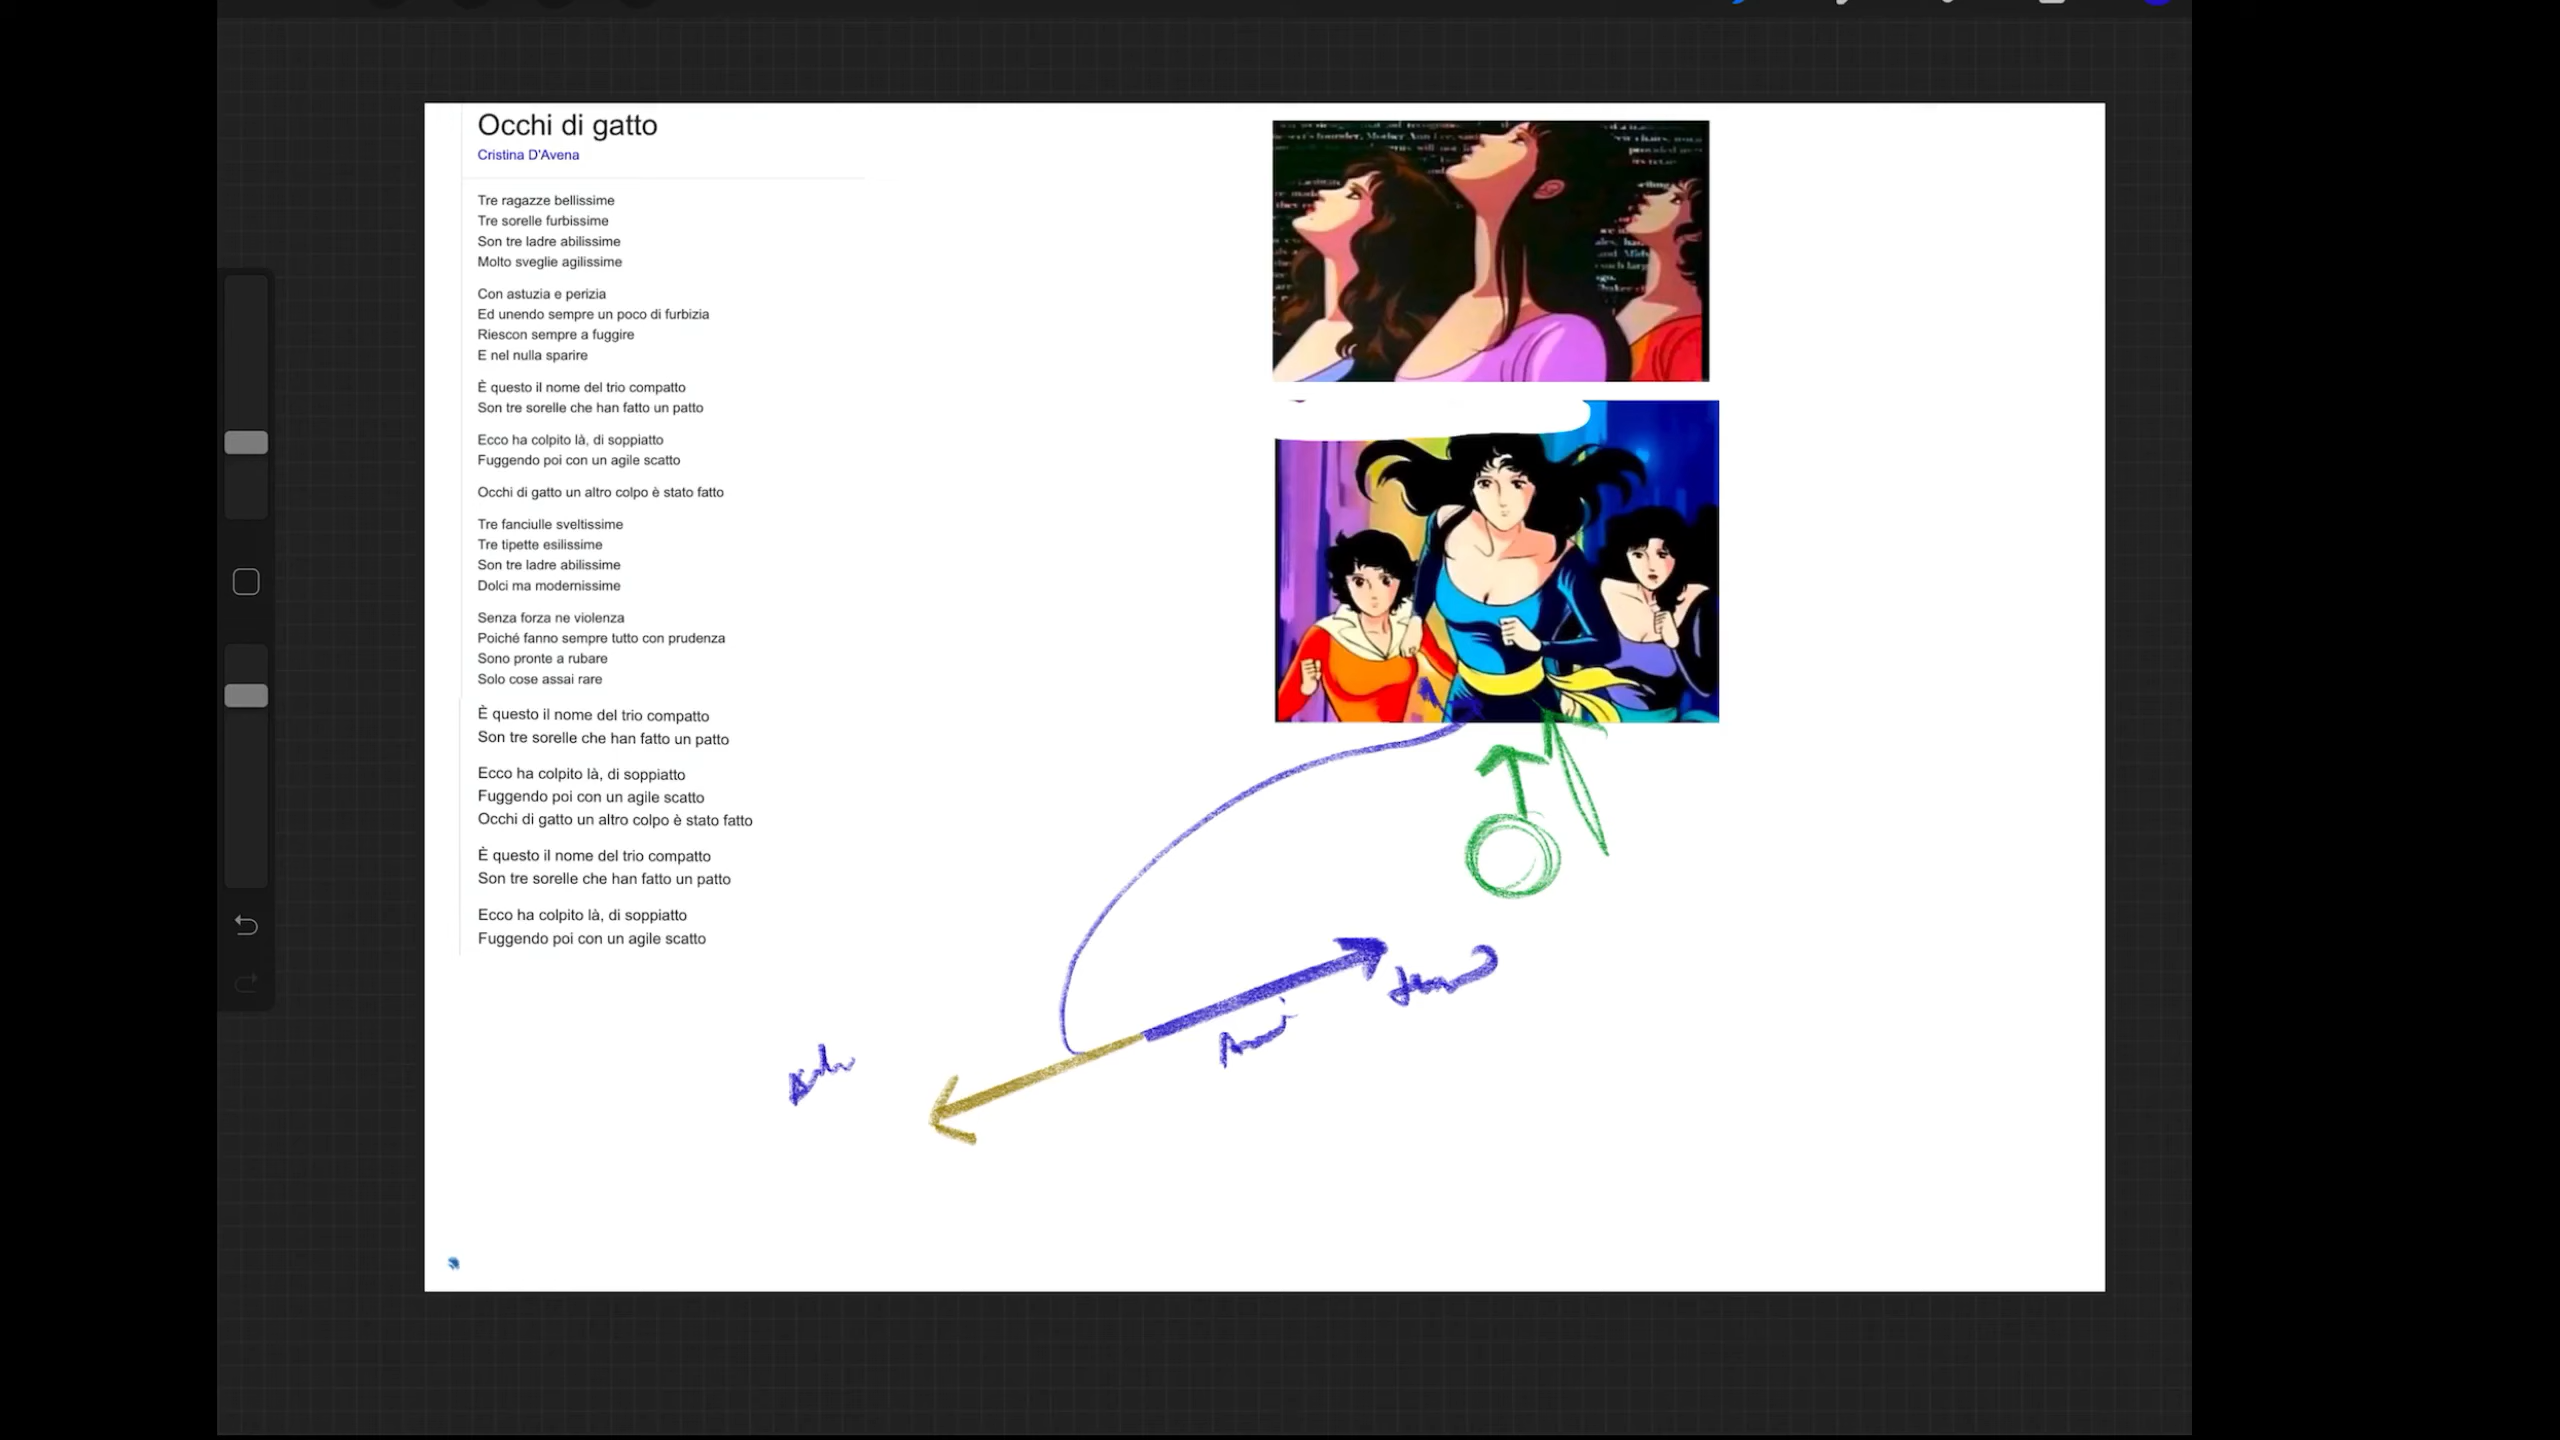 Occhi di gatto
Cristina D'Avena
Tre ragazze bellissime
Tre sorelle furbissime
Son tre ladre abilissime
Molto sveglie agilissime
Con astuzia e perizia
Ed unendo sempre un poco di furbizia
Riescon sempre a fuggire
E nel nulla sparire
È questo il nome del trio compatto
Son tre sorelle che han fatto un patto
Ecco ha colpito là, di soppiatto
Fuggendo poi con un agile scatto
Occhi di gatto un altro colpo è stato fatto
Tre fanciulle sveltissime
Tre tipette esilissime
Son tre ladre abilissime
Dolci ma modernissime
Senza forza ne violenza
Poiché fanno sempre tutto con prudenza
Sono pronte a rubare
Solo cose assai rare
È questo il nome del trio compatto
Son tre sorelle che han fatto un patto
Ecco ha colpito là, di soppiatto
Fuggendo poi con un agile scatto
Occhi di gatto un altro colpo è stato fatto
È questo il nome del trio compatto
Son tre sorelle che han fatto un patto
Ecco ha colpito là, di soppiatto
Fuggendo poi con un agile scatto